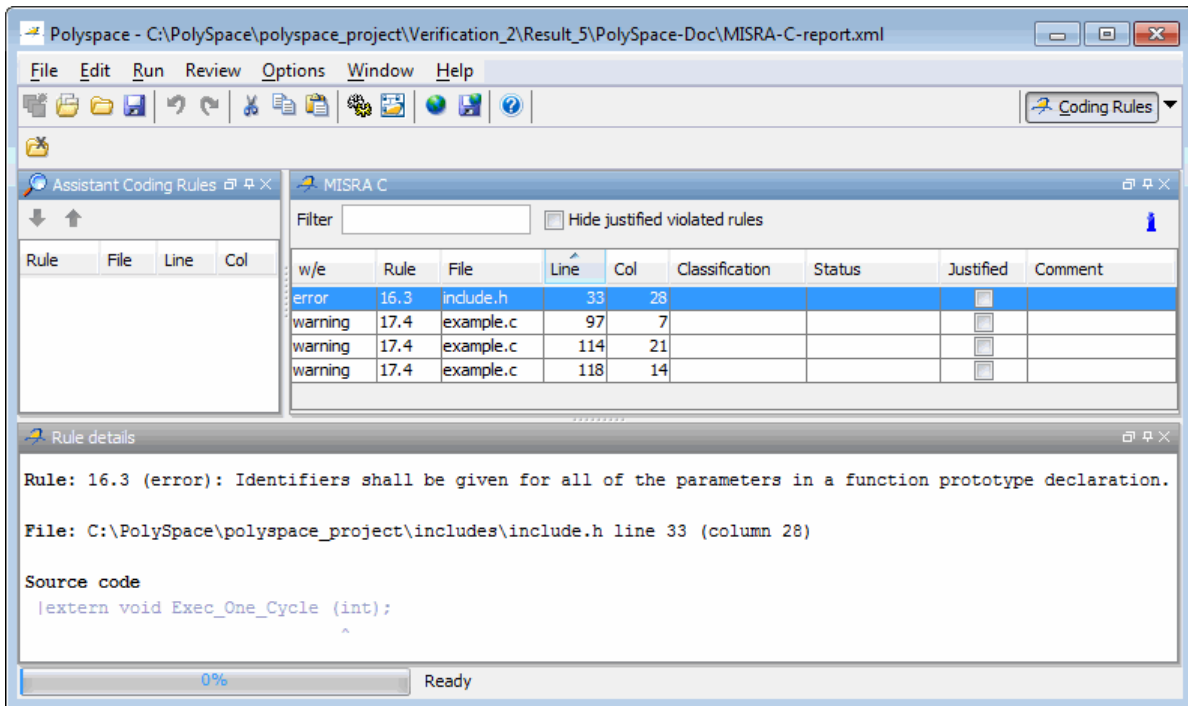 Polyspace - C:\PolySpace\polyspace_project\Verification_2\Result_5\PolySpace-Doc\MISRA-C-report.xml
File Edit Run Review Options Window Help
Coding Rules
Assistant Coding Rules
MISRA C
Filter Hide justified violated rules
Rule File Line Col
w/e Rule File Line Col Classification Status Justified Comment
error 16.3 include.h 33 28
warning 17.4 example.c 97 7
warning 17.4 example.c 114 21
warning 17.4 example.c 118 14
Rule details
Rule: 16.3 (error): Identifiers shall be given for all of the parameters in a function prototype declaration.
File: C:\PolySpace\polyspace_project\includes\include.h line 33 (column 28)
Source code
|extern void Exec_One_Cycle (int);
^
0% Ready